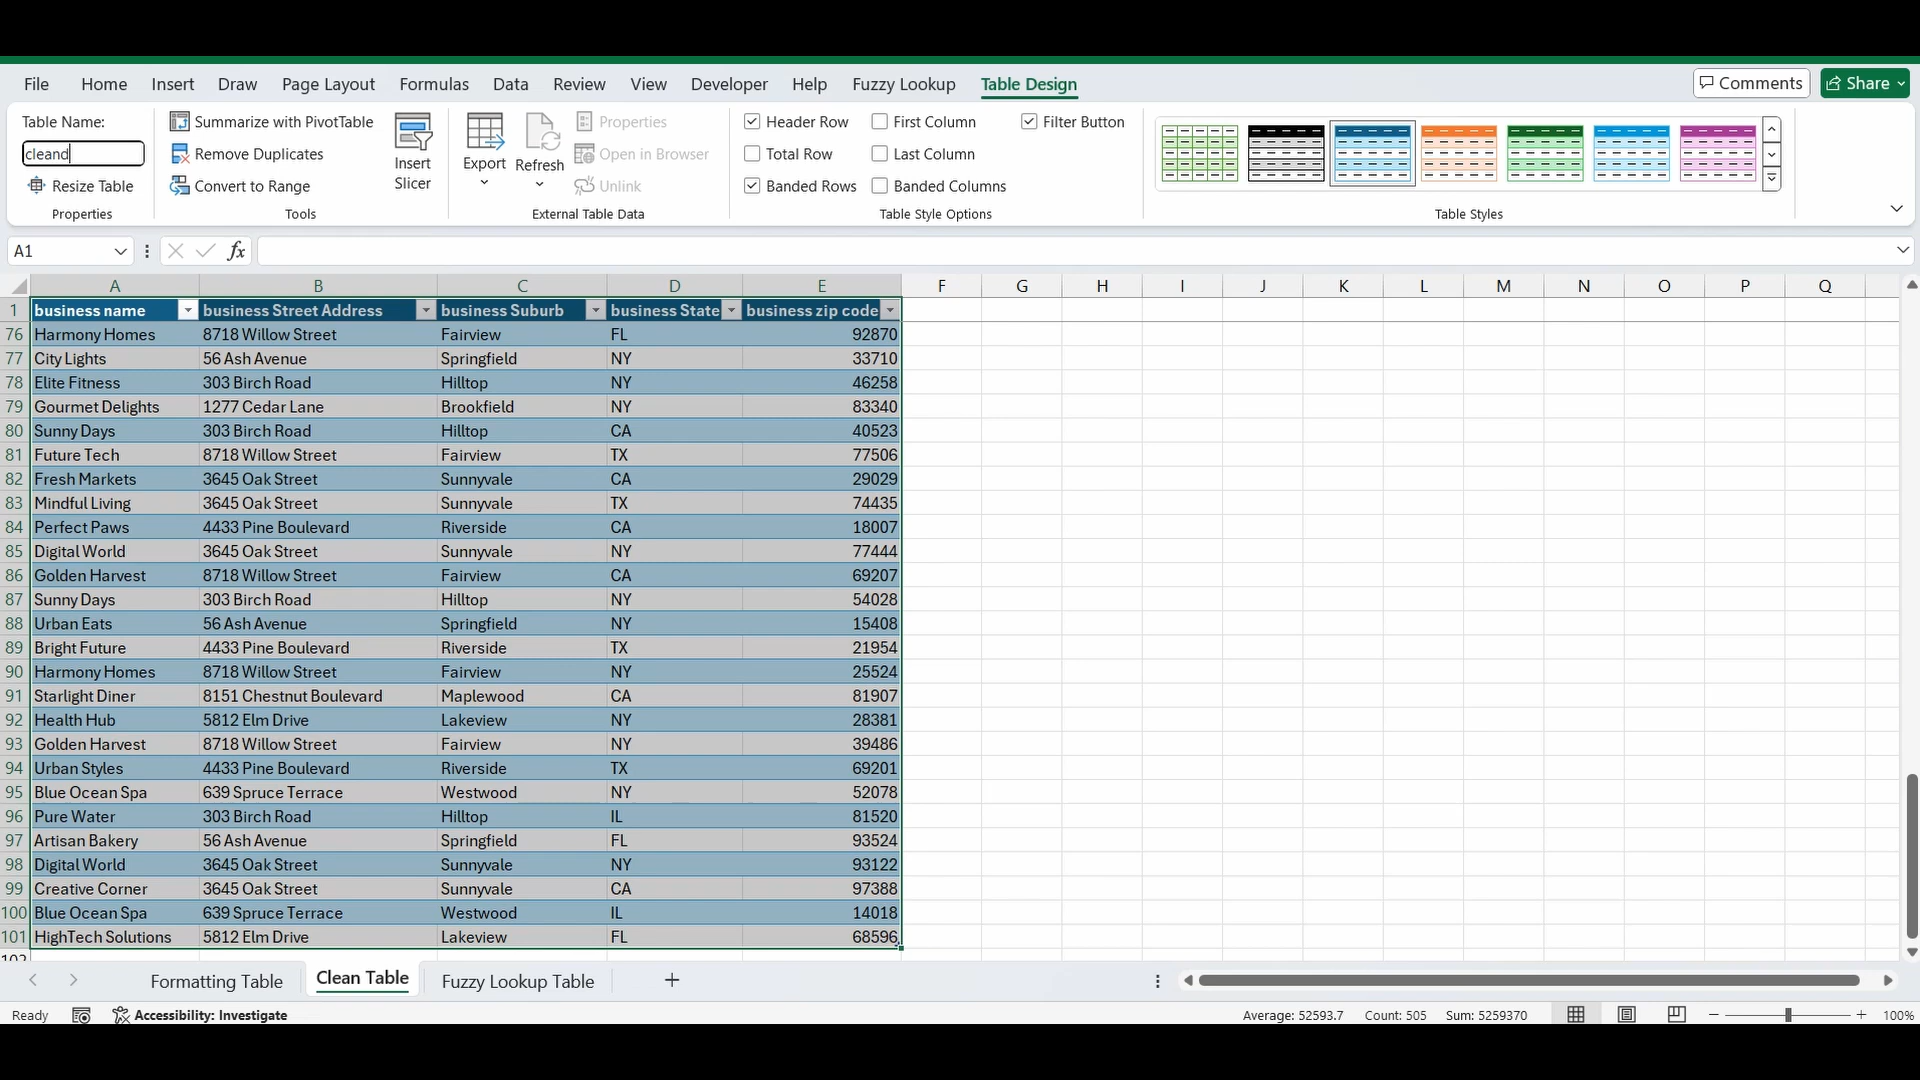 File Home Insert Draw Page Layout Formulas Data Review View Developer Help Fuzzy Lookup Table Design Comments Share
Table Name:
cleand
Resize Table
Properties
Summarize with PivotTable
Remove Duplicates
Convert to Range
Insert
Slicer
Tools
Export
Refresh
Properties
Open in Browser
Unlink
External Table Data
Header Row
Total Row
Banded Rows
First Column
Last Column
Banded Columns
Filter Button
Table Style Options
Table Styles
A1 fx
A B C D E F G H I J K L M N O P Q
1 business name business Street Address business Suburb business State business zip code
76 Harmony Homes 8718 Willow Street Fairview FL 92870
77 City Lights 56 Ash Avenue Springfield NY 33710
78 Elite Fitness 303 Birch Road Hilltop NY 46258
79 Gourmet Delights 1277 Cedar Lane Brookfield NY 83340
80 Sunny Days 303 Birch Road Hilltop CA 40523
81 Future Tech 8718 Willow Street Fairview TX 77506
82 Fresh Markets 3645 Oak Street Sunnyvale CA 29029
83 Mindful Living 3645 Oak Street Sunnyvale TX 74435
84 Perfect Paws 4433 Pine Boulevard Riverside CA 18007
85 Digital World 3645 Oak Street Sunnyvale NY 77444
86 Golden Harvest 8718 Willow Street Fairview CA 69207
87 Sunny Days 303 Birch Road Hilltop NY 54028
88 Urban Eats 56 Ash Avenue Springfield NY 15408
89 Bright Future 4433 Pine Boulevard Riverside TX 21954
90 Harmony Homes 8718 Willow Street Fairview NY 25524
91 Starlight Diner 8151 Chestnut Boulevard Maplewood CA 81907
92 Health Hub 5812 Elm Drive Lakeview NY 28381
93 Golden Harvest 8718 Willow Street Fairview NY 39486
94 Urban Styles 4433 Pine Boulevard Riverside TX 69201
95 Blue Ocean Spa 639 Spruce Terrace Westwood NY 52078
96 Pure Water 303 Birch Road Hilltop IL 81520
97 Artisan Bakery 56 Ash Avenue Springfield FL 93524
98 Digital World 3645 Oak Street Sunnyvale NY 93122
99 Creative Corner 3645 Oak Street Sunnyvale CA 97388
100 Blue Ocean Spa 639 Spruce Terrace Westwood IL 14018
101 HighTech Solutions 5812 Elm Drive Lakeview FL 68596
102
Formatting Table Clean Table Fuzzy Lookup Table
Ready Accessibility: Investigate Average: 52593.7 Count: 505 Sum: 5259370 100%